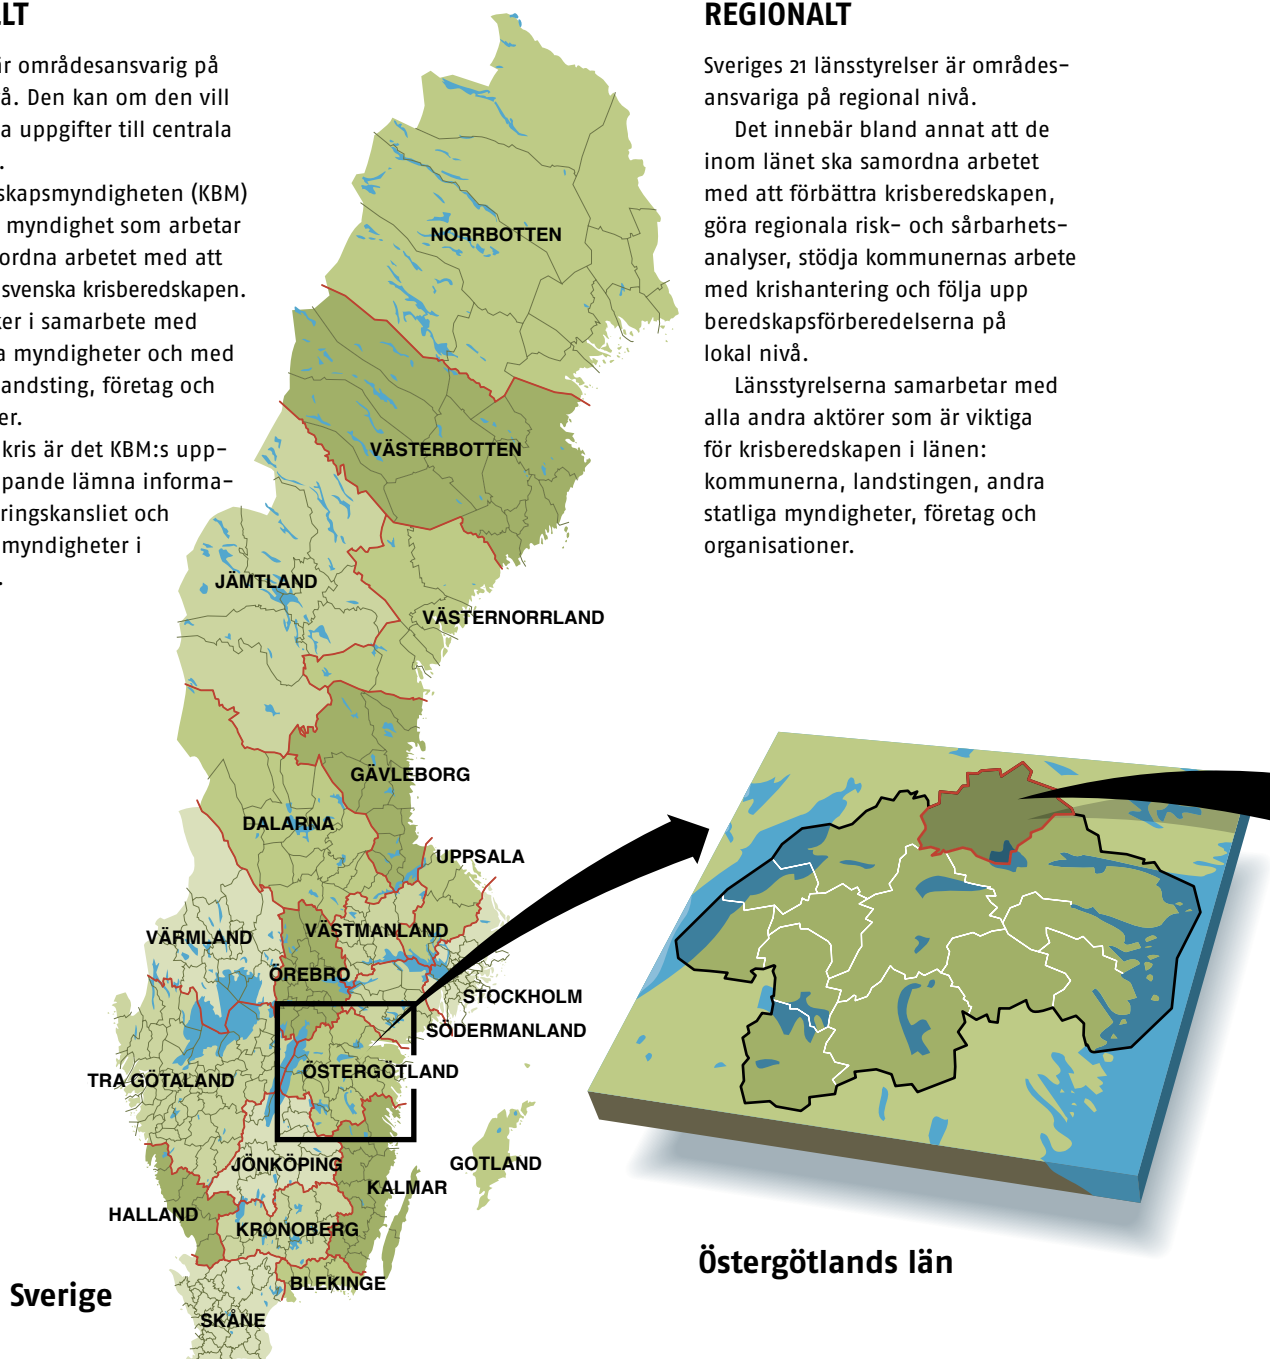 LT
är områdesansvarig på
å. Den kan om den vill
a uppgifter till centrala
.
skapsmyndigheten (KBM)
myndighet som arbetar
ordna arbetet med att
svenska krisberedskapen.
ker i samarbete med
a myndigheter och med
andsting, företag och
er.
kris är det KBM:s upp-
pande lämna informa-
ringskansliet och
myndigheter i
.
REGIONALT
Sveriges 21 länsstyrelser är områdes-
ansvariga på regional nivå.
Det innebär bland annat att de
inom länet ska samordna arbetet
med att förbättra krisberedskapen,
göra regionala risk- och sårbarhets-
analyser, stödja kommunernas arbete
med krishantering och följa upp
beredskapsförberedelserna på
lokal nivå.
Länsstyrelserna samarbetar med
alla andra aktörer som är viktiga
för krisberedskapen i länen:
kommunerna, landstingen, andra
statliga myndigheter, företag och
organisationer.
NORRBOTTEN
VÄSTERBOTTEN
JÄMTLAND
VÄSTERNORRLAND
GÄVLEBORG
DALARNA
UPPSALA
VÄSTMANLAND
VÄRMLAND
ÖREBRO
STOCKHOLM
SÖDERMANLAND
ÖSTERGÖTLAND
TRA GÖTALAND
JÖNKÖPING
GOTLAND
KALMAR
HALLAND
KRONOBERG
BLEKINGE
SKÅNE
Sverige
Östergötlands län